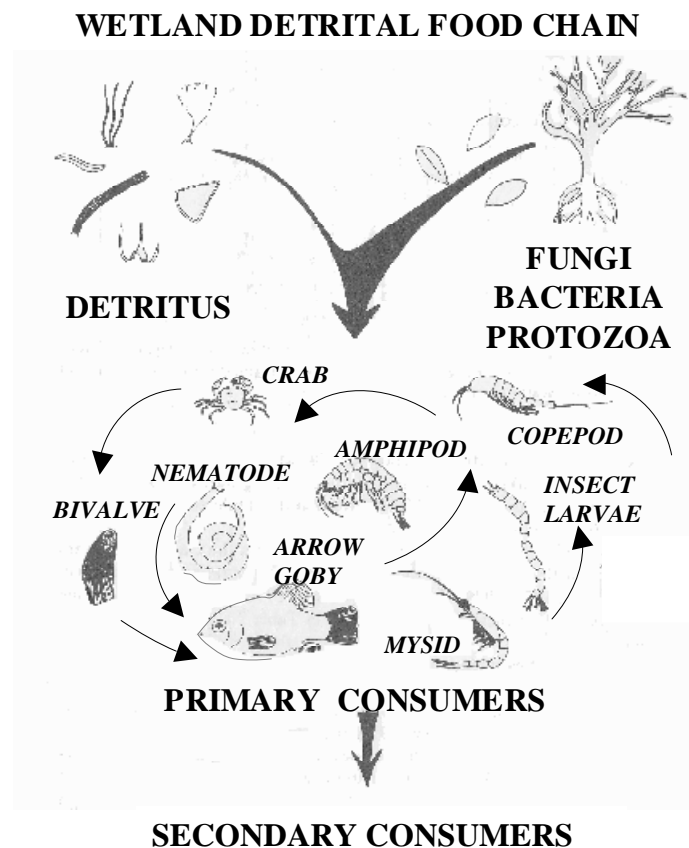 WETLAND DETRITAL FOOD CHAIN
DETRITUS
FUNGI
BACTERIA
PROTOZOA
CRAB
COPEPOD
AMPHIPOD
NEMATODE
INSECT
LARVAE
BIVALVE
ARROW
GOBY
MYSID
PRIMARY CONSUMERS
SECONDARY CONSUMERS